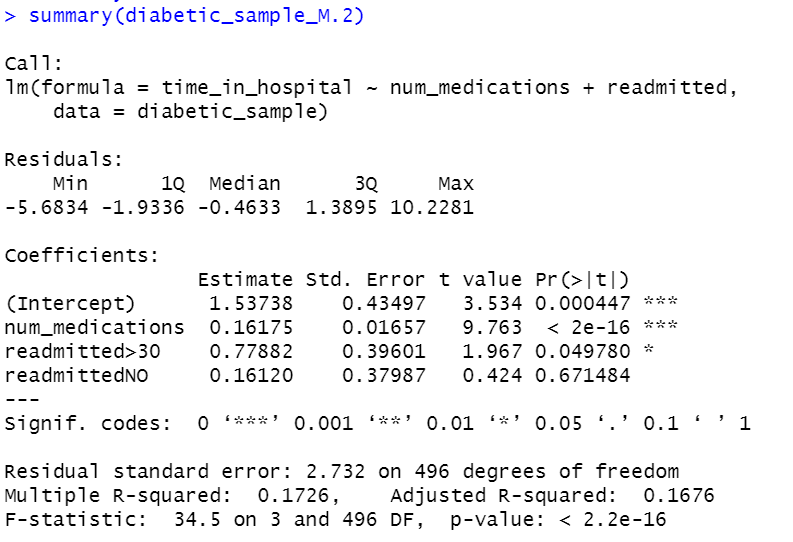 > summary(diabetic_sample_M.2)
Call:
lm(formula = time_in_hospital ~ num_medications + readmitted,
    data = diabetic_sample)
Residuals:
    Min      1Q  Median      3Q     Max
-5.6834 -1.9336 -0.4633  1.3895 10.2281
Coefficients:
                Estimate Std. Error t value Pr(>|t|)
(Intercept)      1.53738    0.43497   3.534 0.000447 ***
num_medications  0.16175    0.01657   9.763  < 2e-16 ***
readmitted>30    0.77882    0.39601   1.967 0.049780 *
readmittedNO     0.16120    0.37987   0.424 0.671484
---
Signif. codes:  0 ‘***’ 0.001 ‘**’ 0.01 ‘*’ 0.05 ‘.’ 0.1 ‘ ’ 1
Residual standard error: 2.732 on 496 degrees of freedom
Multiple R-squared:  0.1726,    Adjusted R-squared:  0.1676
F-statistic:  34.5 on 3 and 496 DF,  p-value: < 2.2e-16